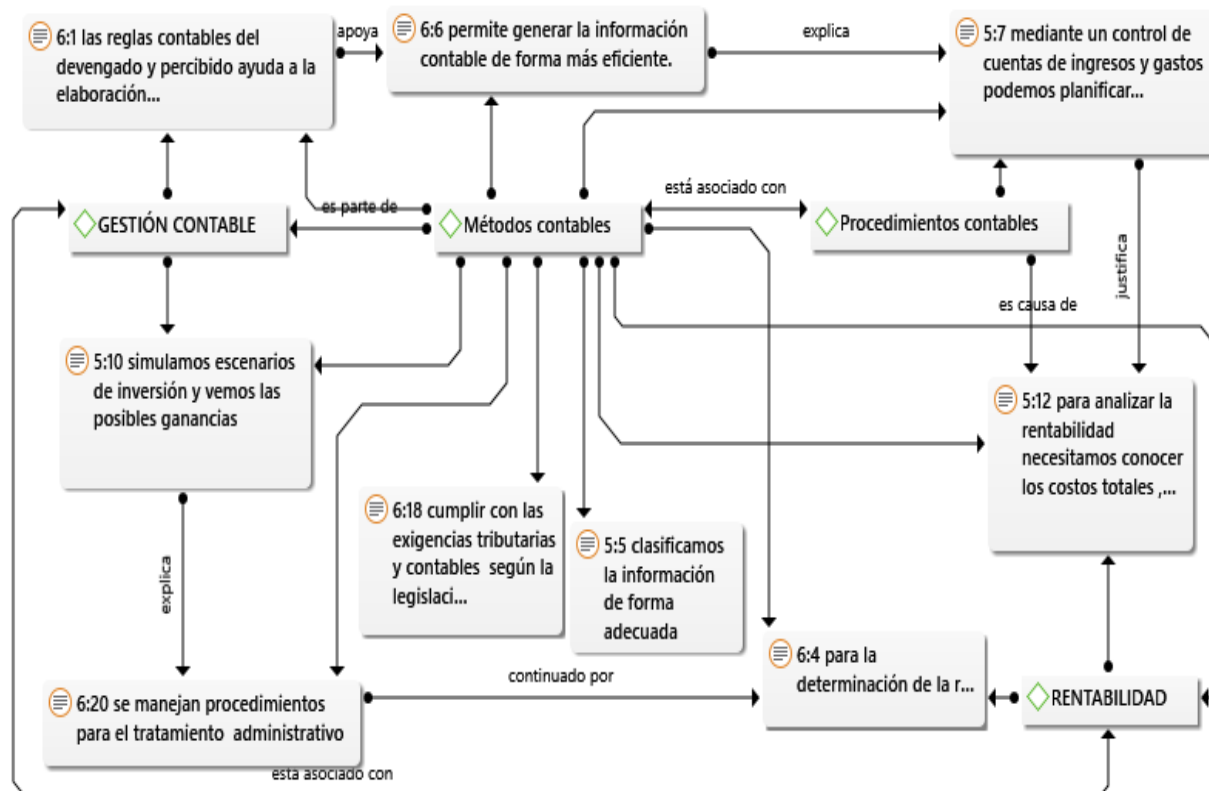 6:1 las reglas contables del
devengado y percibido ayuda a la
elaboración...
apoya
6:6 permite generar la información
contable de forma más eficiente.
explica
5:7 mediante un control de
cuentas de ingresos y gastos
podemos planificar...
GESTIÓN CONTABLE
es parte de
Métodos contables
está asociado con
Procedimientos contables
justifica
es causa de
5:10 simulamos escenarios
de inversión y vemos las
posibles ganancias
5:12 para analizar la
rentabilidad
necesitamos conocer
los costos totales ,...
explica
6:18 cumplir con las
exigencias tributarias
y contables según la
legislaci...
5:5 clasificamos
la información
de forma
adecuada
6:4 para la
determinación de la r...
continuado por
6:20 se manejan procedimientos
para el tratamiento administrativo
RENTABILIDAD
está asociado con